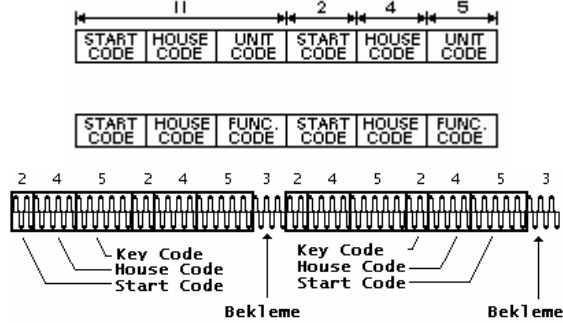 11 2 4 5
START CODE HOUSE CODE UNIT CODE START CODE HOUSE CODE UNIT CODE
START CODE HOUSE CODE FUNC. CODE START CODE HOUSE CODE FUNC. CODE
2 4 5 2 4 5 3 2 4 5 2 4 5 3
Key Code Key Code
House Code House Code
Start Code Start Code
Bekleme Bekleme